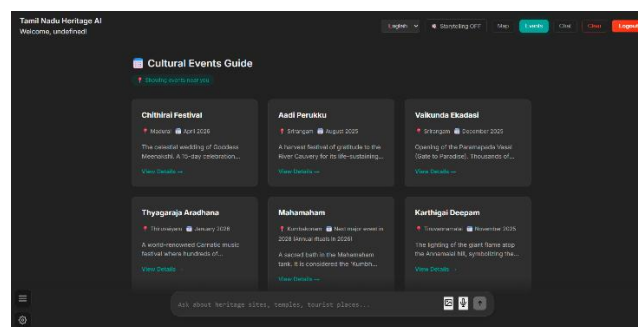 Tamil Nadu Heritage AI
Welcome, undefined!
English
Storytelling OFF
Map
Events
Chat
Clear
Logout
Cultural Events Guide
Showing events near you
Chithirai Festival
Madurai April 2026
The celestial wedding of Goddess
Meenakshi. A 15-day celebration...
View Details →
Aadi Perukku
Srirangam August 2025
A harvest festival of gratitude to the
River Cauvery for its life-sustaining...
View Details →
Vaikunda Ekadasi
Srirangam December 2025
Opening of the Paramapada Vasal
(Gate to Paradise). Thousands of...
View Details →
Thyagaraja Aradhana
Thiruvaiyaru January 2026
A world-renowned Carnatic music
festival where hundreds of...
View Details →
Mahamaham
Kumbakonam Next major event in
2028 (Annual rituals in 2026)
A sacred bath in the Mahamaham
tank. It is considered the 'Kumbh...
View Details →
Karthigai Deepam
Tiruvannamalai November 2025
The lighting of the giant flame atop
the Annamalai hill, symbolizing the...
View Details →
Ask about heritage sites, temples, tourist places...